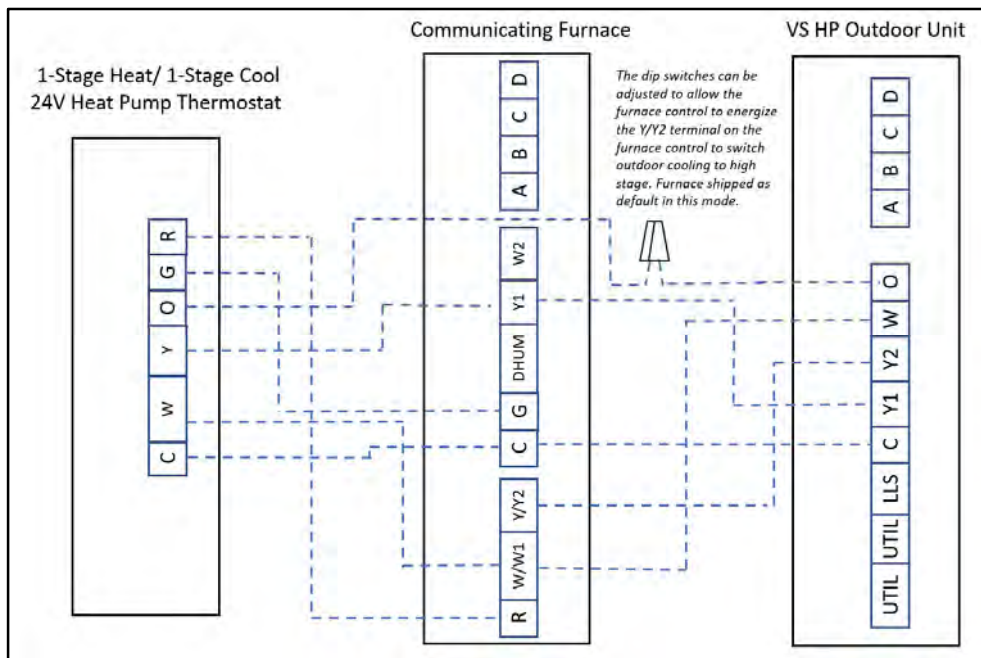 Communicating Furnace
VS HP Outdoor Unit
1-Stage Heat/ 1-Stage Cool
24V Heat Pump Thermostat
The dip switches can be
adjusted to allow the
furnace control to energize
the Y/Y2 terminal on the
furnace control to switch
outdoor cooling to high
stage. Furnace shipped as
default in this mode.
R
G
O
Y
W
C
D
C
B
A
W2
Y1
DHUM
G
C
Y/Y2
W/W1
R
D
C
B
A
O
W
Y2
Y1
C
LLS
UTIL
UTIL